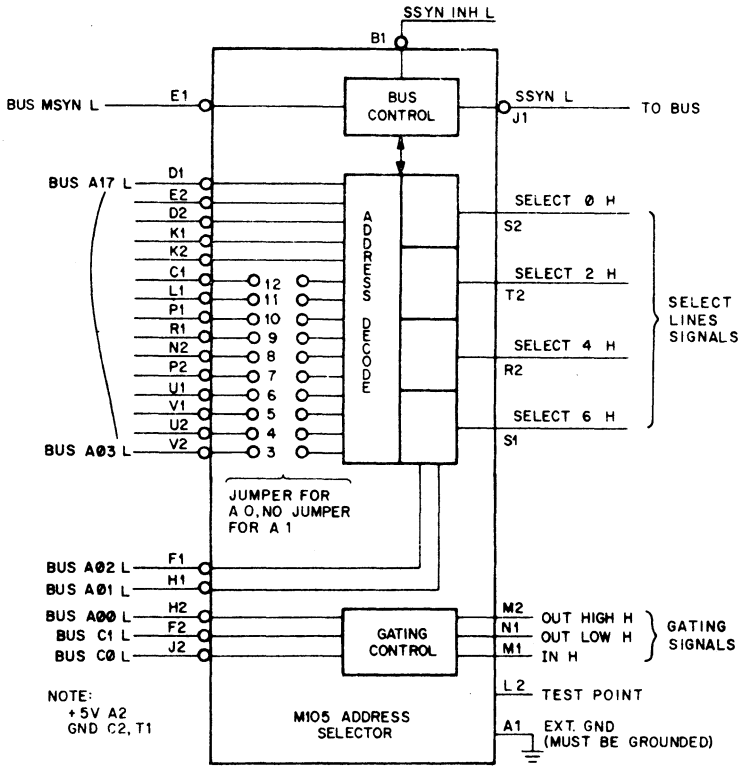 SSYN INH L
B1
BUS MSYN L
E1
BUS
CONTROL
SSYN L
J1
TO BUS
BUS A17 L
D1
E2
D2
K1
K2
C1
L1
P1
R1
N2
P2
U1
V1
U2
V2
BUS A03 L
12
11
10
9
8
7
6
5
4
3
ADDRESS DECODE
SELECT 0 H
S2
SELECT 2 H
T2
SELECT 4 H
R2
SELECT 6 H
S1
SELECT
LINES
SIGNALS
JUMPER FOR
A 0, NO JUMPER
FOR A 1
BUS A02 L
F1
BUS A01 L
H1
BUS A00 L
H2
BUS C1 L
F2
BUS C0 L
J2
GATING
CONTROL
M2
OUT HIGH H
N1
OUT LOW H
M1
IN H
GATING
SIGNALS
L2
TEST POINT
A1
EXT. GND
(MUST BE GROUNDED)
NOTE:
+5V A2
GND C2, T1
M105 ADDRESS
SELECTOR